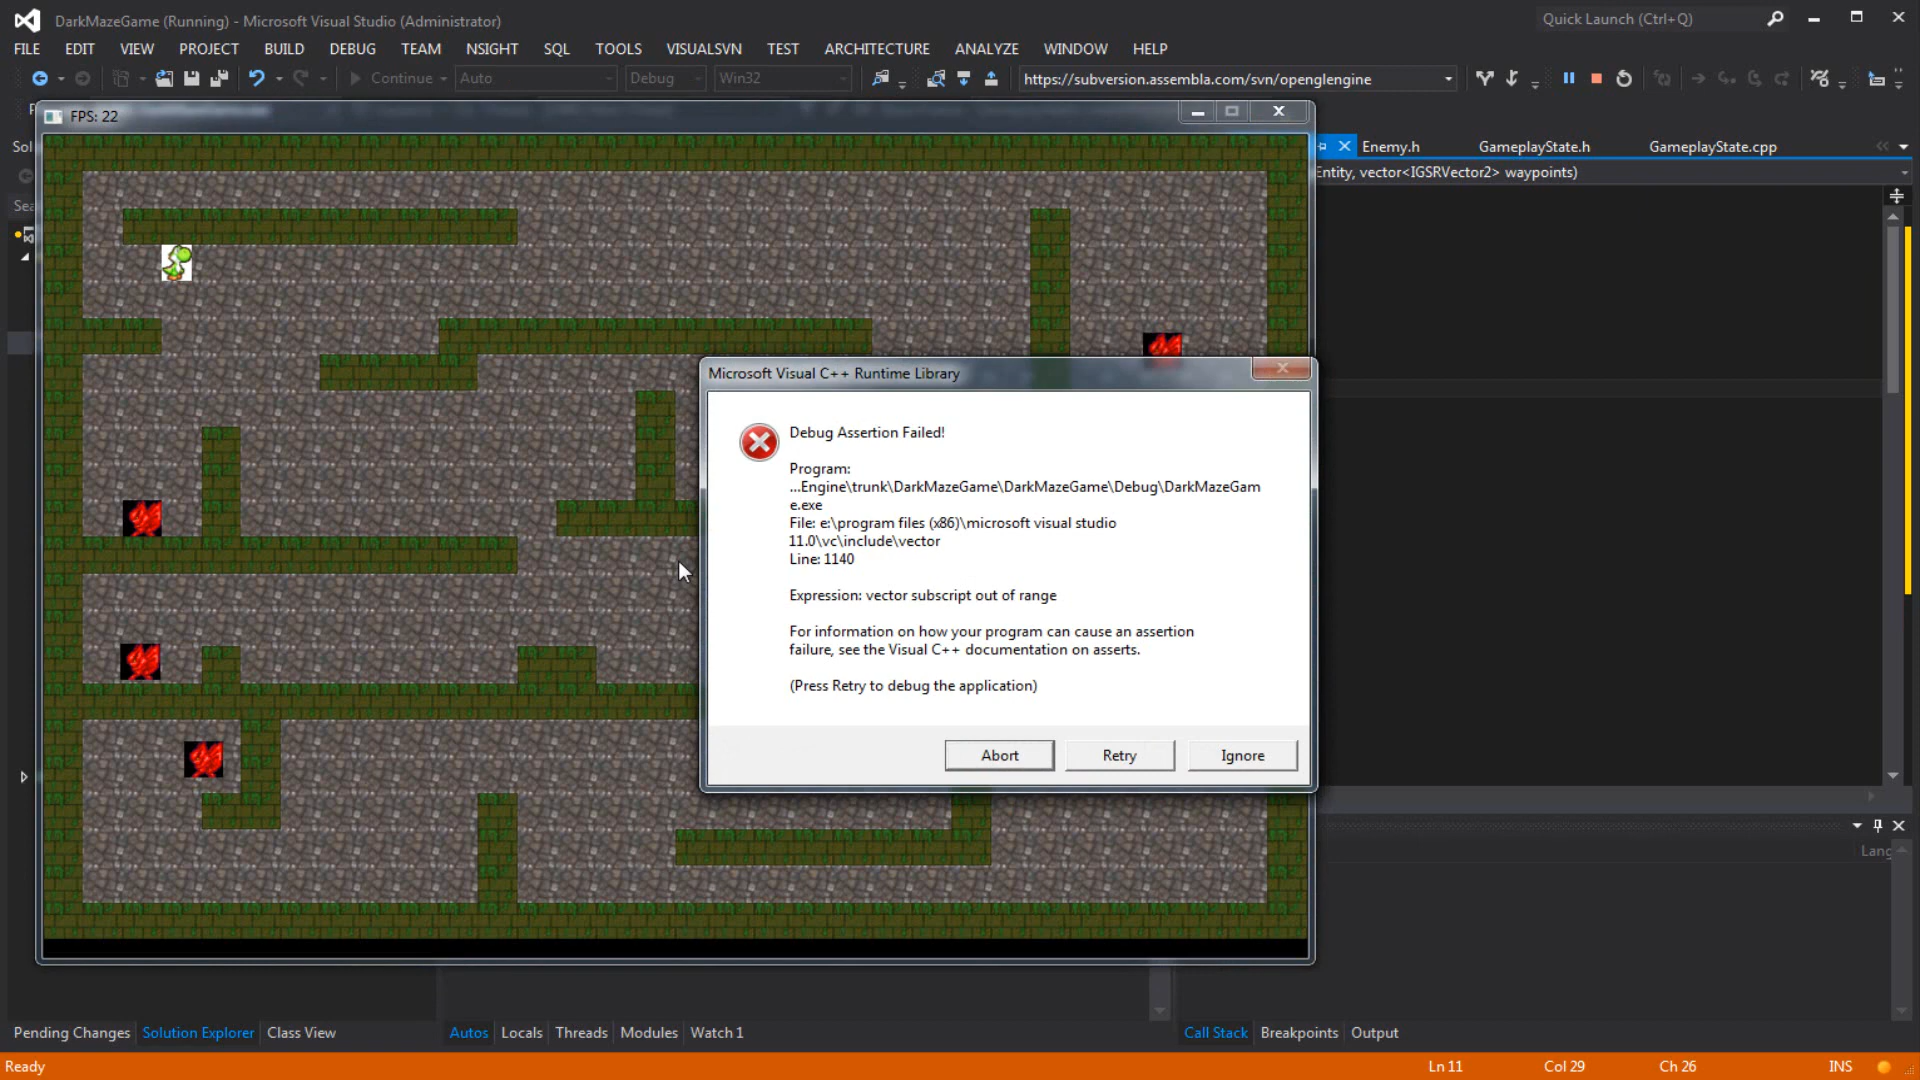 DarkMazeGame (Running) - Microsoft Visual Studio (Administrator)
Quick Launch (Ctrl+Q)
FILE EDIT VIEW PROJECT BUILD DEBUG TEAM NSIGHT SQL TOOLS VISUALSVN TEST ARCHITECTURE ANALYZE WINDOW HELP
Continue Auto Debug Win32 https://subversion.assembla.com/svn/openglengine
FPS: 22
Sol
Enemy.h GameplayState.h GameplayState.cpp
Entity, vector<IGSRVector2> waypoints)
Sea
Microsoft Visual C++ Runtime Library
Debug Assertion Failed!
Program:
...Engine\trunk\DarkMazeGame\DarkMazeGame\Debug\DarkMazeGam
e.exe
File: e:\program files (x86)\microsoft visual studio
11.0\vc\include\vector
Line: 1140
Expression: vector subscript out of range
For information on how your program can cause an assertion
failure, see the Visual C++ documentation on asserts.
(Press Retry to debug the application)
Abort Retry Ignore
Lang
Pending Changes Solution Explorer Class View Autos Locals Threads Modules Watch 1 Call Stack Breakpoints Output
Ready Ln 11 Col 29 Ch 26 INS